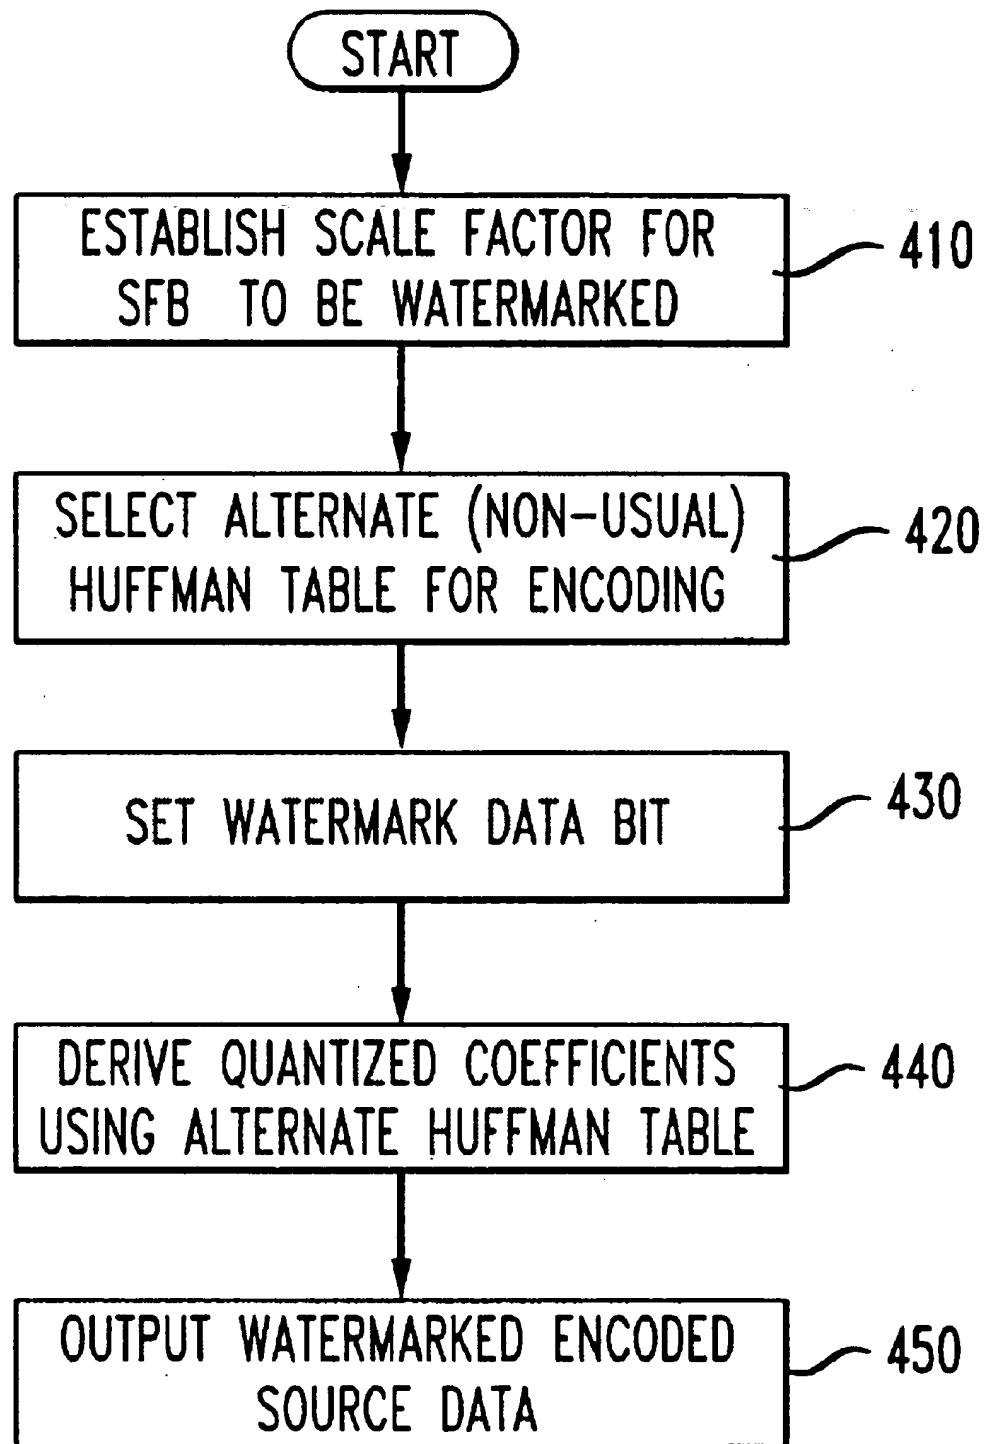 START
ESTABLISH SCALE FACTOR FOR
SFB TO BE WATERMARKED
410
SELECT ALTERNATE (NON-USUAL)
HUFFMAN TABLE FOR ENCODING
420
SET WATERMARK DATA BIT
430
DERIVE QUANTIZED COEFFICIENTS
USING ALTERNATE HUFFMAN TABLE
440
OUTPUT WATERMARKED ENCODED
SOURCE DATA
450